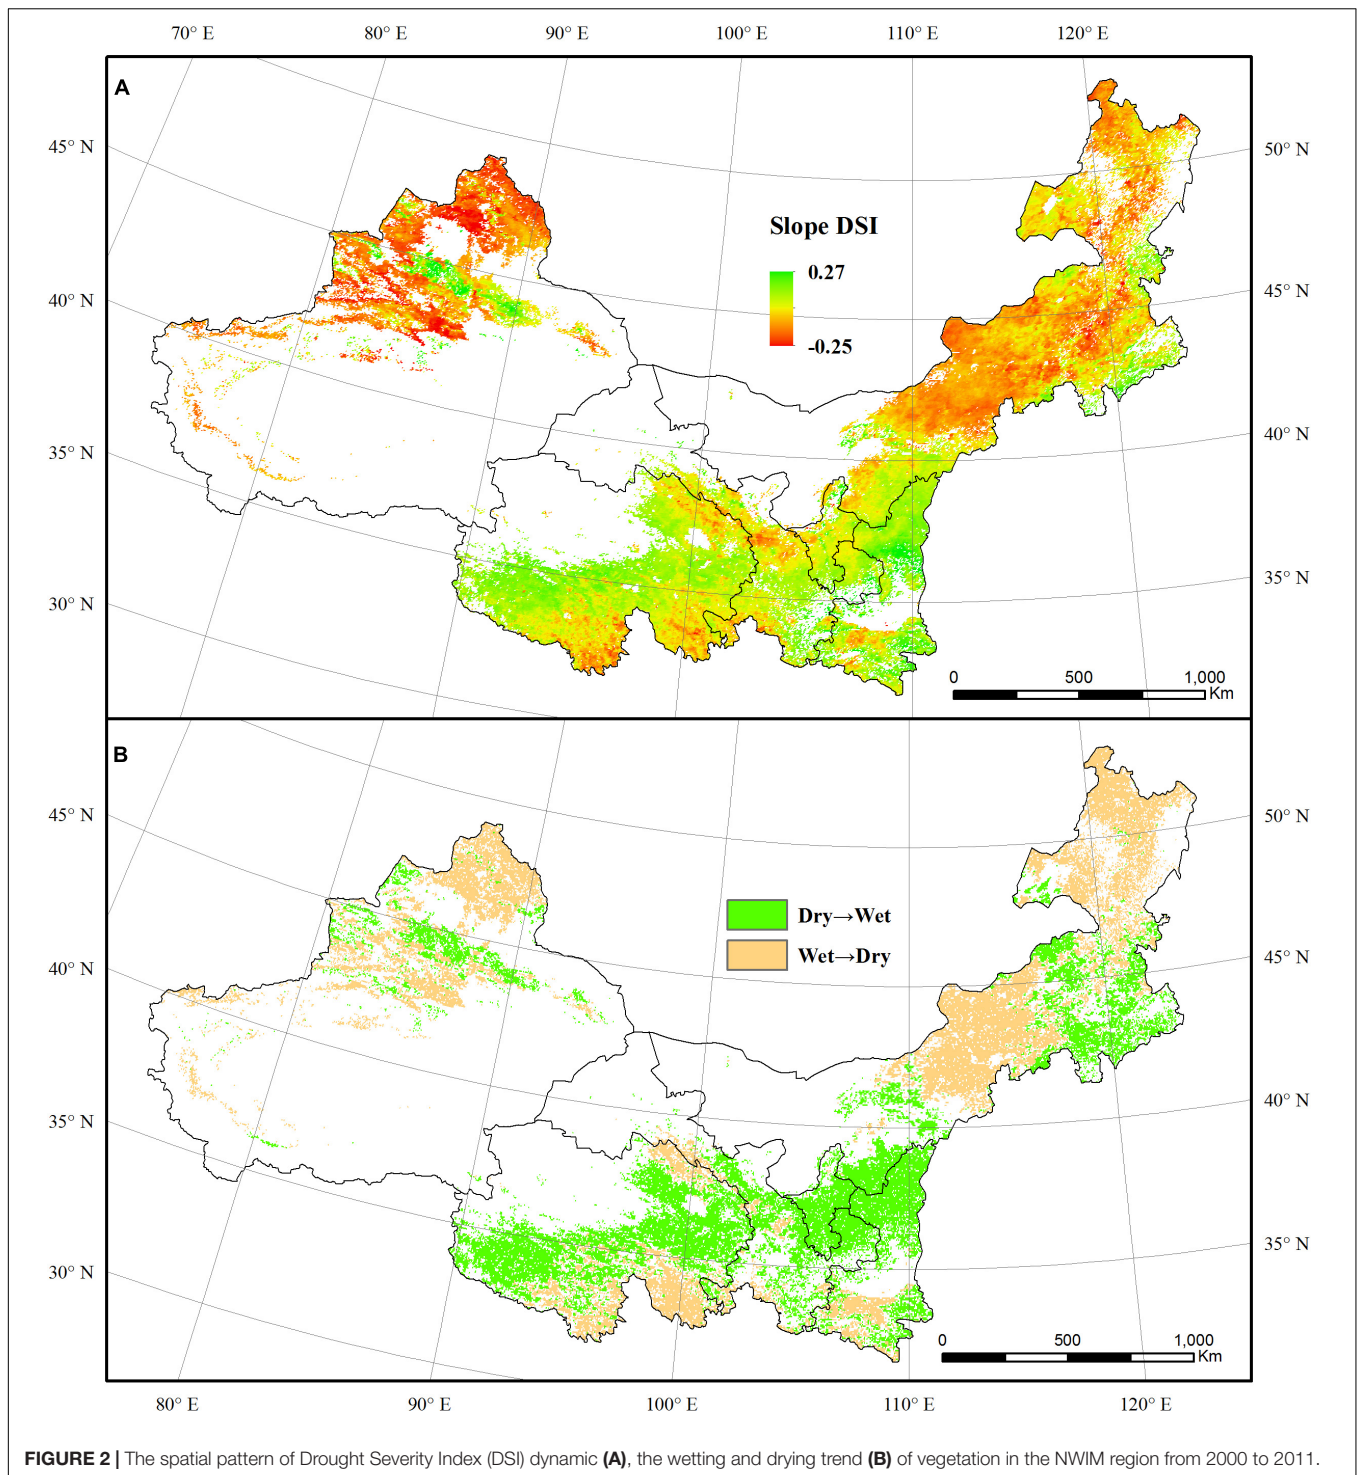 70° E 80° E 90° E 100° E 110° E 120° E
A
45° N
50° N
Slope DSI
0.27
-0.25
40° N
45° N
35° N
40° N
30° N
35° N
0 500 1,000
Km
B
45° N
50° N
Dry→Wet
Wet→Dry
40° N
45° N
35° N
40° N
30° N
35° N
0 500 1,000
Km
80° E 90° E 100° E 110° E 120° E
FIGURE 2 | The spatial pattern of Drought Severity Index (DSI) dynamic (A), the wetting and drying trend (B) of vegetation in the NWIM region from 2000 to 2011.